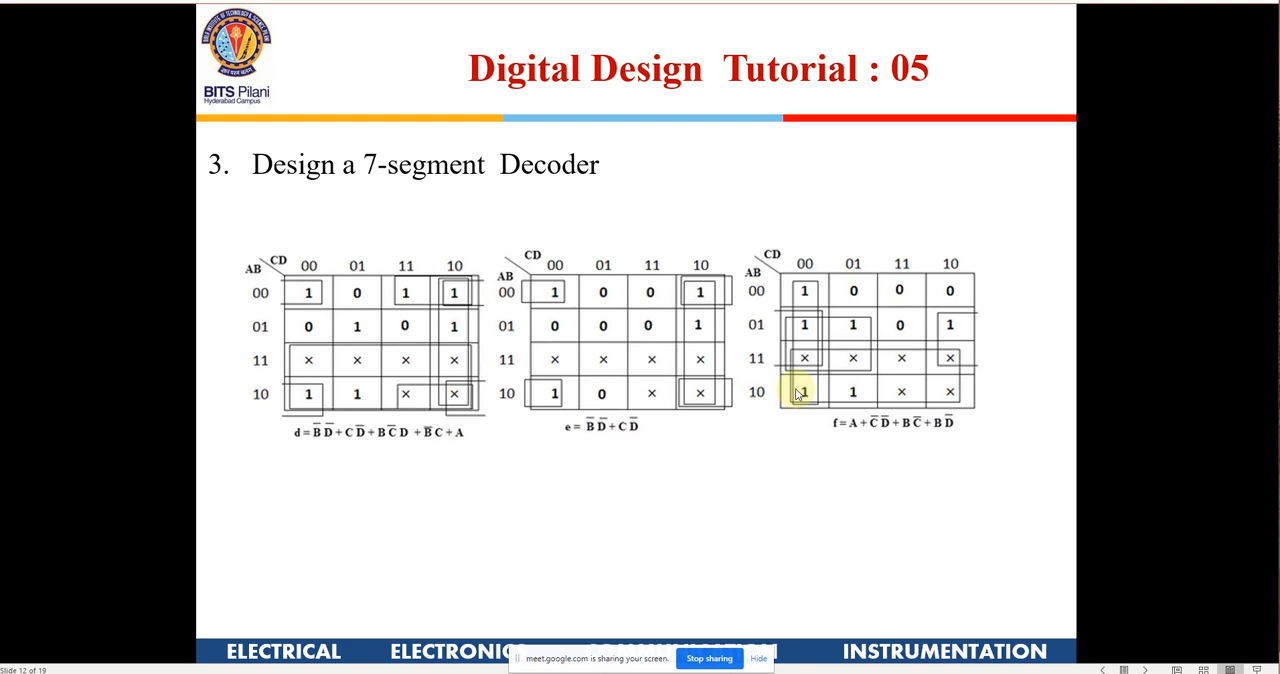 BITS Pilani
Hyderabad Campus
Digital Design Tutorial : 05
3. Design a 7-segment Decoder
CD
AB 00 01 11 10
00 1 0 1 1
01 0 1 0 1
11 × × × ×
10 1 1 × ×
d = B̅ D̅ + C D̅ + B C̅ D + B̅ C + A
CD
AB 00 01 11 10
00 1 0 0 1
01 0 0 0 1
11 × × × ×
10 1 0 × ×
e = B̅ D̅ + C D̅
CD
AB 00 01 11 10
00 1 0 0 0
01 1 1 0 1
11 × × × ×
10 1 1 × ×
f = A + C̅ D̅ + B C̅ + B D̅
ELECTRICAL ELECTRONICS INSTRUMENTATION
meet.google.com is sharing your screen. Stop sharing Hide
Slide 12 of 19